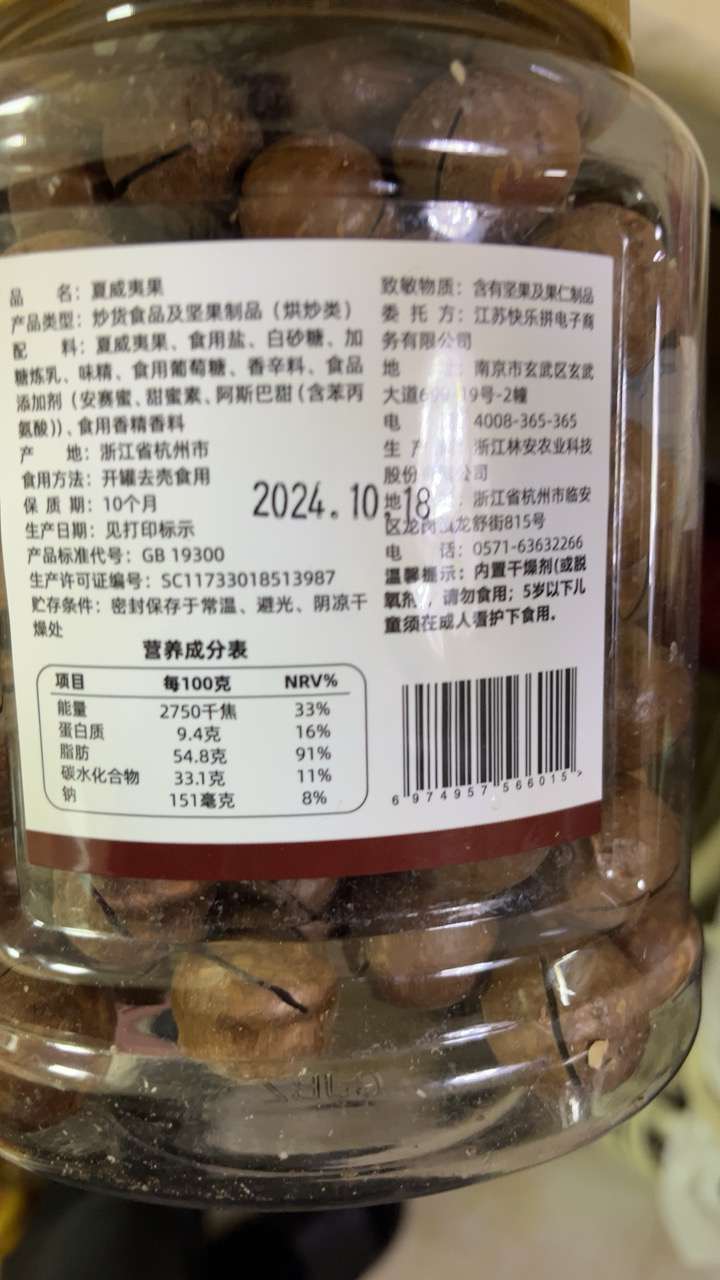 品 名：夏威夷果
产品类型：炒货食品及坚果制品（烘炒类）
配 料：夏威夷果、食用盐、白砂糖、加
糖炼乳、味精、食用葡萄糖、香辛料、食品
添加剂（安赛蜜、甜蜜素、阿斯巴甜（含苯丙
氨酸））、食用香精香料
产 地：浙江省杭州市
食用方法：开罐去壳食用
保 质 期：10个月
生产日期：见打印标示
产品标准代号：GB 19300
生产许可证编号：SC11733018513987
贮存条件：密封保存于常温、避光、阴凉干
燥处
2024.10.18
营养成分表
项目 每100克 NRV%
能量 2750千焦 33%
蛋白质 9.4克 16%
脂肪 54.8克 91%
碳水化合物 33.1克 11%
钠 151毫克 8%
致敏物质：含有坚果及果仁制品
委 托 方：江苏快乐拼电子商
务有限公司
地 ：南京市玄武区玄武
大道699-19号-2幢
电 ：4008-365-365
生 产 ：浙江林安农业科技
股份 公司
地 ：浙江省杭州市临安
区龙岗 龙舒街815号
电 话：0571-63632266
温馨提示：内置干燥剂(或脱
氧剂)，请勿食用；5岁以下儿
童须在成人看护下食用。
6 974957 566015 >